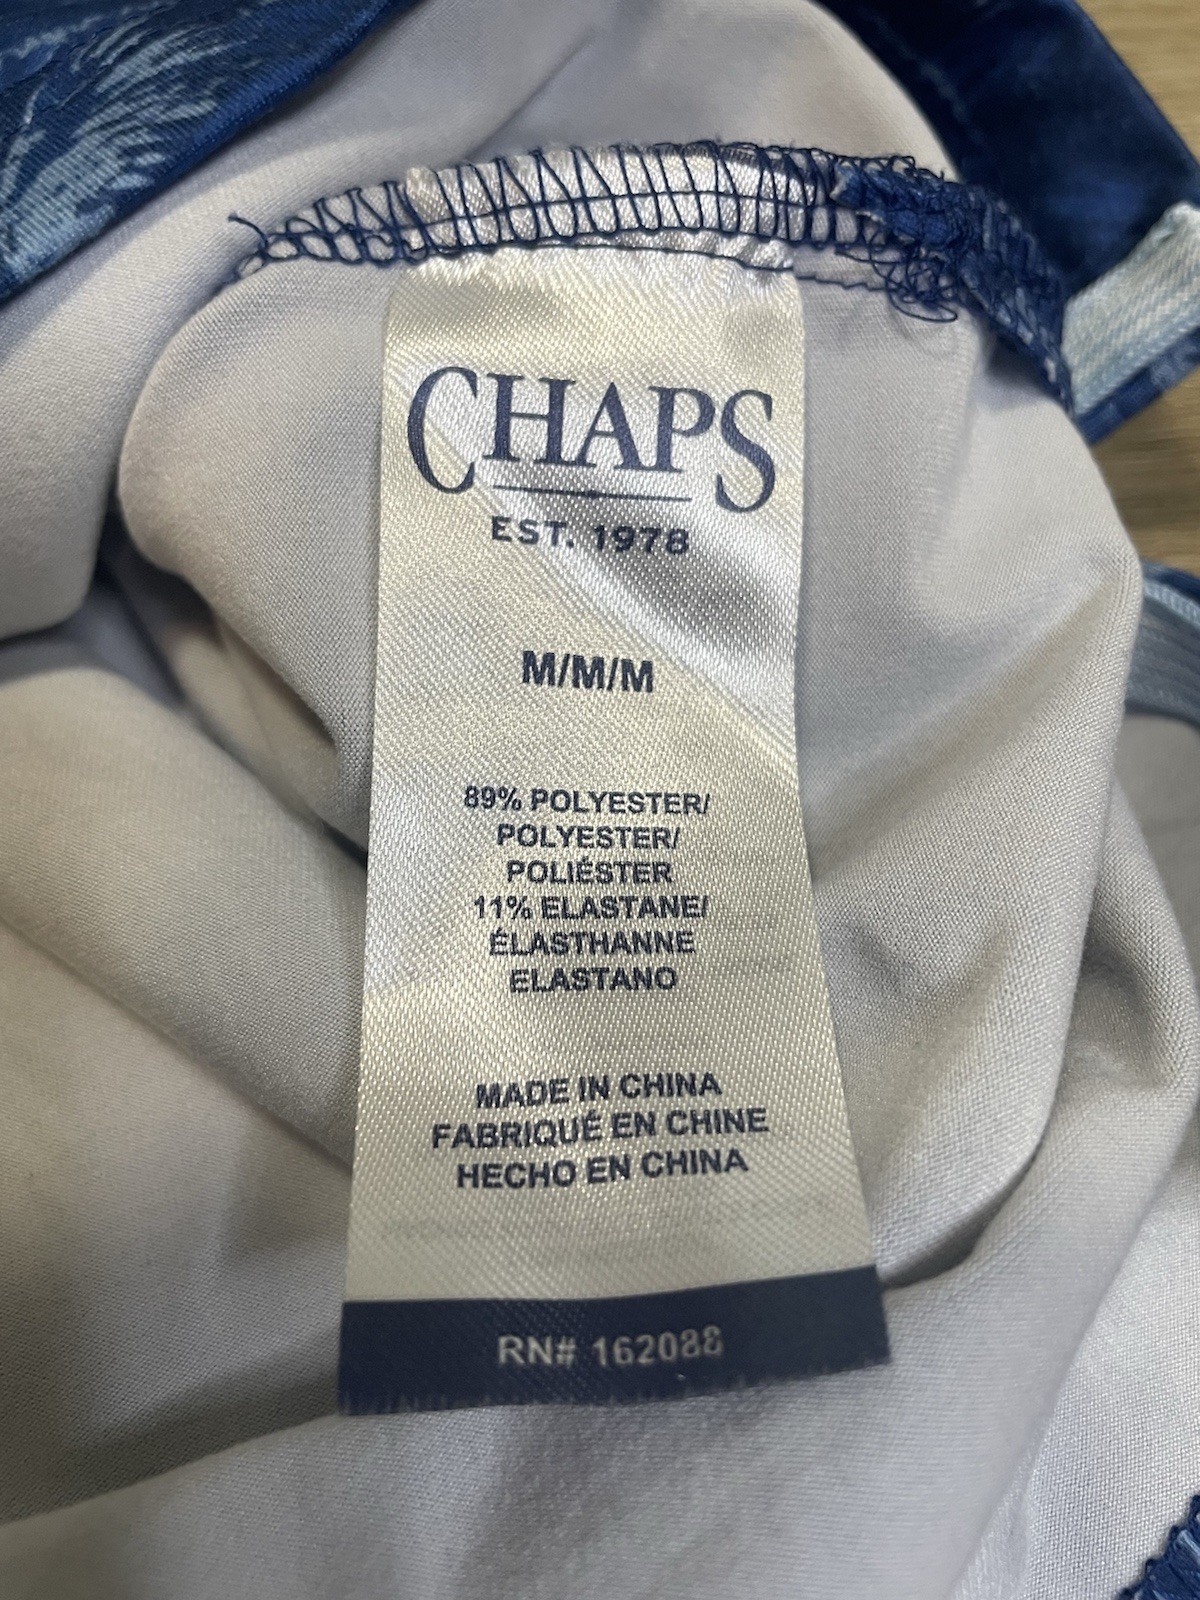 CHAPS
EST. 1978
M/M/M
89% POLYESTER/
POLYESTER/
POLIÉSTER
11% ELASTANE/
ÉLASTHANNE
ELASTANO
MADE IN CHINA
FABRIQUÉ EN CHINE
HECHO EN CHINA
RN# 162088